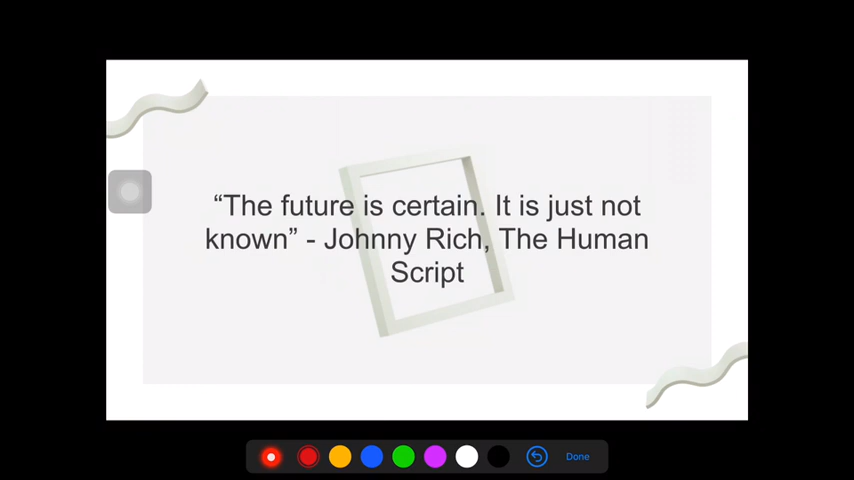 “The future is certain. It is just not
known” - Johnny Rich, The Human
Script
Done